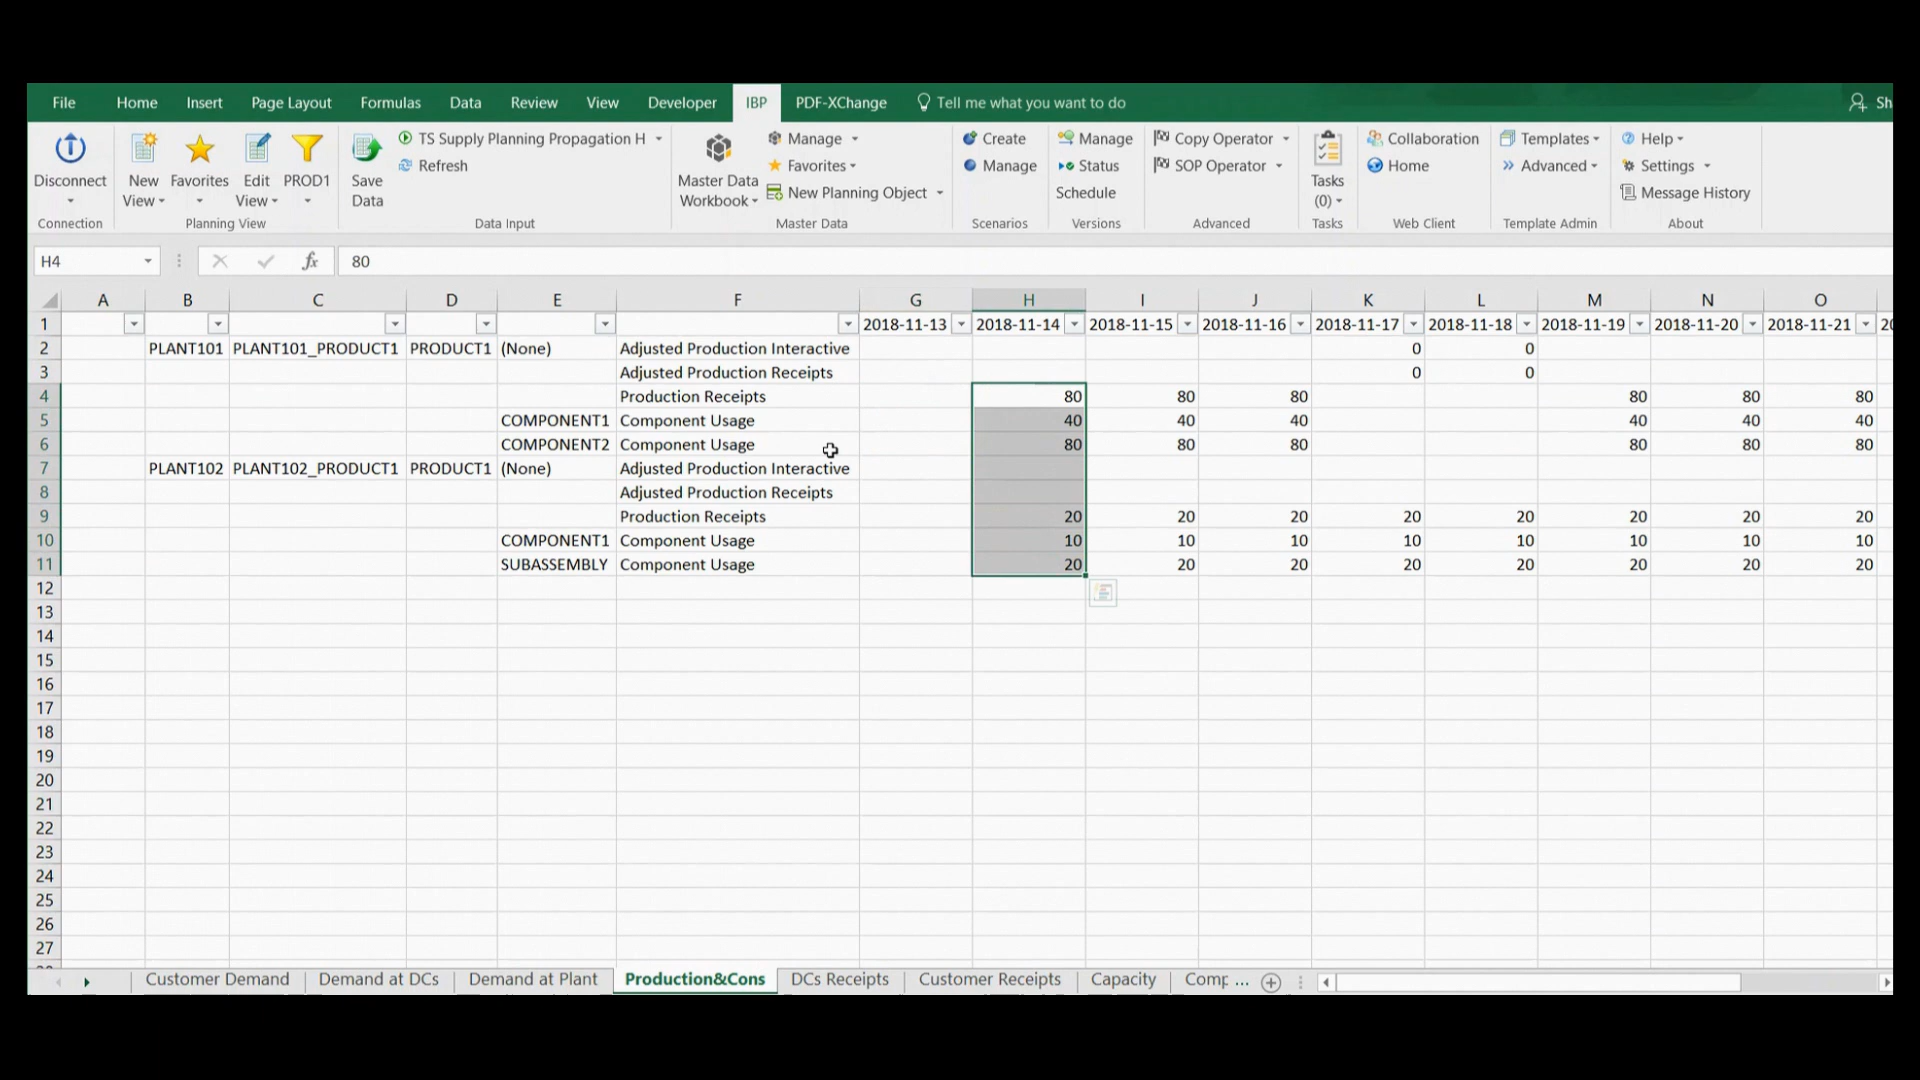 File Home Insert Page Layout Formulas Data Review View Developer IBP PDF-XChange Tell me what you want to do Sh
TS Supply Planning Propagation H Manage Create Manage Copy Operator Collaboration Templates Help
Refresh Favorites Manage Status SOP Operator Home Advanced Settings
Disconnect New View Favorites Edit View PROD1 Save Data Master Data Workbook New Planning Object Schedule Tasks (0) Message History
Connection Planning View Data Input Master Data Scenarios Versions Advanced Tasks Web Client Template Admin About
H4 fx 80
A B C D E F G H I J K L M N O
1 2018-11-13 2018-11-14 2018-11-15 2018-11-16 2018-11-17 2018-11-18 2018-11-19 2018-11-20 2018-11-21 20
2 PLANT101 PLANT101_PRODUCT1 PRODUCT1 (None) Adjusted Production Interactive 0 0
3 Adjusted Production Receipts 0 0
4 Production Receipts 80 80 80 80 80 80
5 COMPONENT1 Component Usage 40 40 40 40 40 40
6 COMPONENT2 Component Usage 80 80 80 80 80 80
7 PLANT102 PLANT102_PRODUCT1 PRODUCT1 (None) Adjusted Production Interactive
8 Adjusted Production Receipts
9 Production Receipts 20 20 20 20 20 20 20 20
10 COMPONENT1 Component Usage 10 10 10 10 10 10 10 10
11 SUBASSEMBLY Component Usage 20 20 20 20 20 20 20 20
12
13
14
15
16
17
18
19
20
21
22
23
24
25
26
27
Customer Demand Demand at DCs Demand at Plant Production&Cons DCs Receipts Customer Receipts Capacity Comp ...